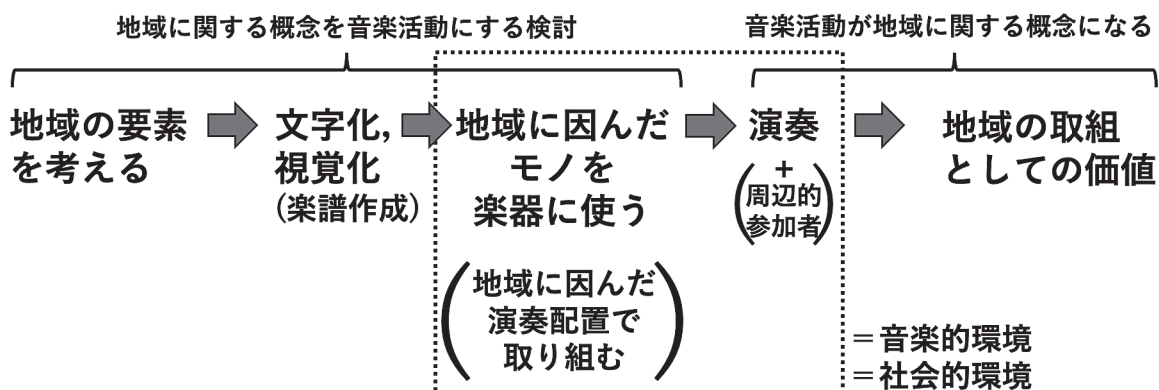 地域に関する概念を音楽活動にする検討
音楽活動が地域に関する概念になる
地域の要素
を考える
文字化,
視覚化
(楽譜作成)
地域に因んだ
モノを
楽器に使う
(地域に因んだ
演奏配置で
取り組む)
演奏
+
(周辺的
参加者)
地域の取組
としての価値
=音楽的環境
=社会的環境